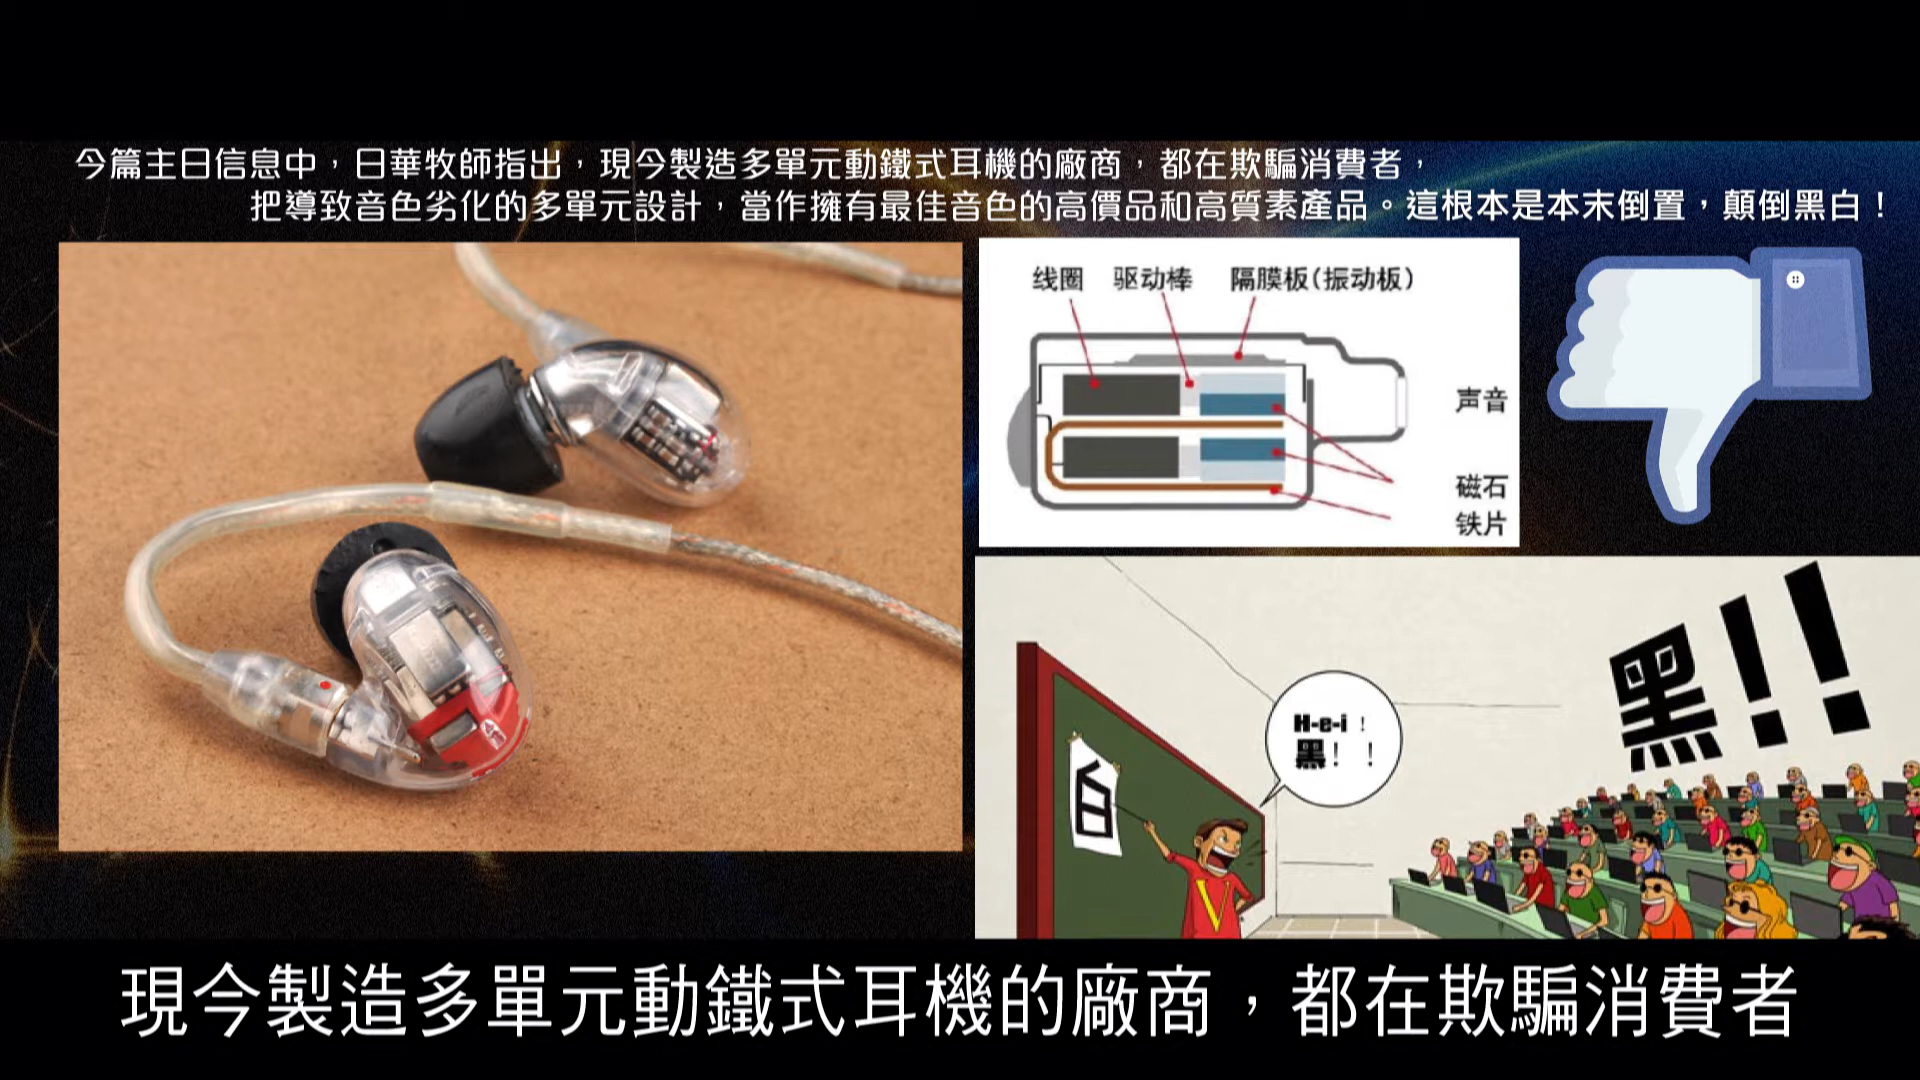 今篇主日信息中，日華牧師指出，現今製造多單元動鐵式耳機的廠商，都在欺騙消費者，
把導致音色劣化的多單元設計，當作擁有最佳音色的高價品和高質素產品。這根本是本末倒置，顛倒黑白！
线圈 驱动棒 隔膜板(振动板)
声音
磁石
铁片
黑!!
H-e-i！
黑！！
白
現今製造多單元動鐵式耳機的廠商，都在欺騙消費者